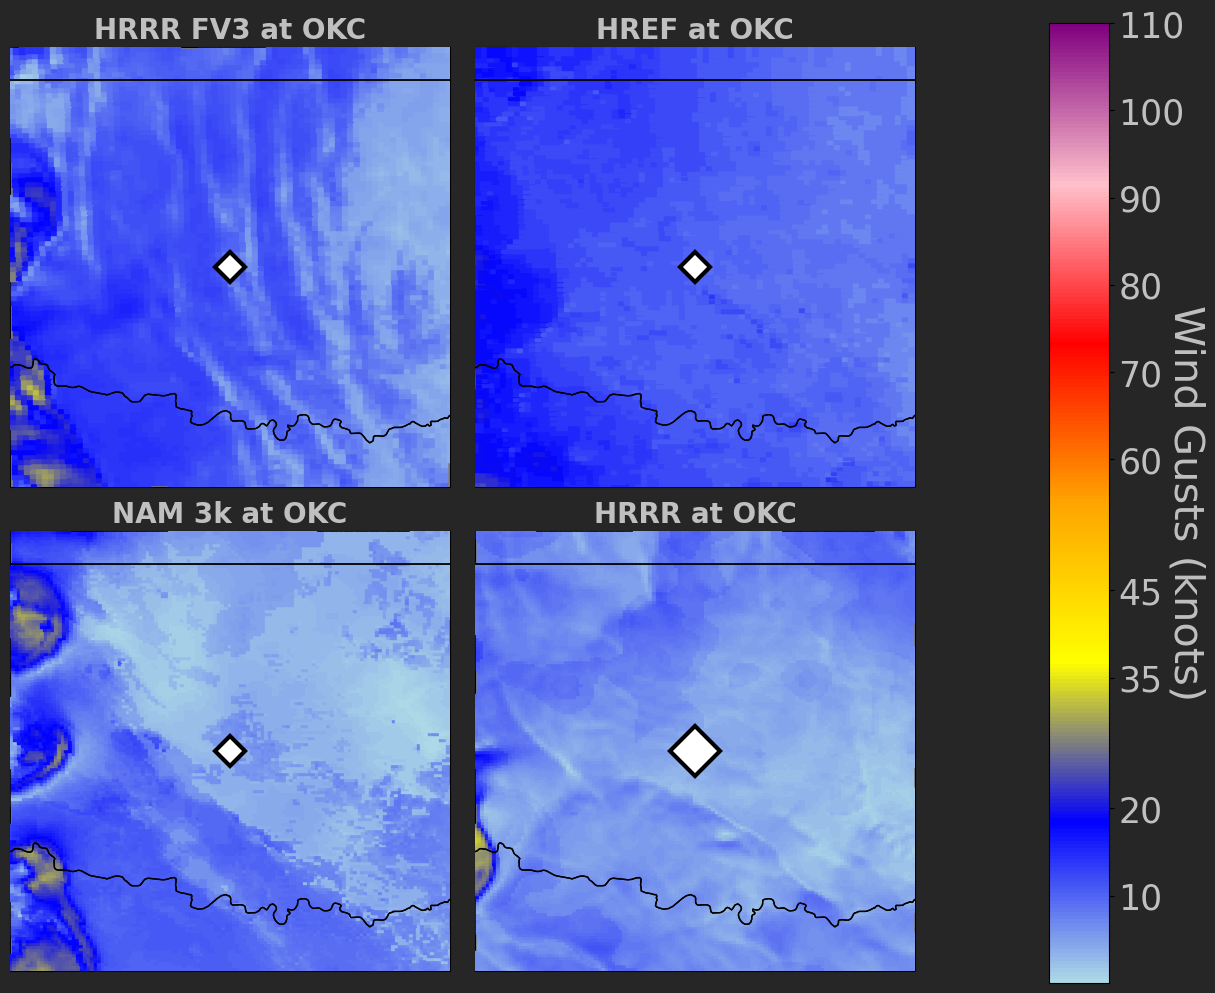 HRRR FV3 at OKC
HREF at OKC
NAM 3k at OKC
HRRR at OKC
110
100
90
80
70
60
45
35
20
10
Wind Gusts (knots)